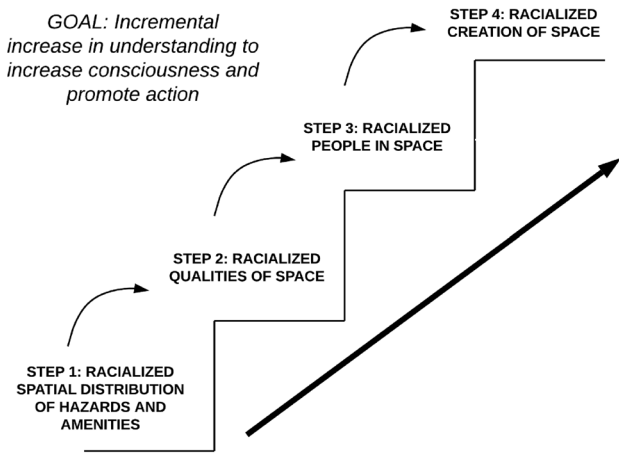 GOAL: Incremental
increase in understanding to
increase consciousness and
promote action
STEP 4: RACIALIZED
CREATION OF SPACE
STEP 3: RACIALIZED
PEOPLE IN SPACE
STEP 2: RACIALIZED
QUALITIES OF SPACE
STEP 1: RACIALIZED
SPATIAL DISTRIBUTION
OF HAZARDS AND
AMENITIES